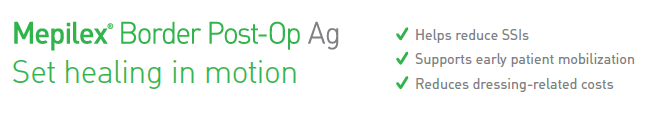 Mepilex® Border Post-Op Ag
Set healing in motion
✓ Helps reduce SSIs
✓ Supports early patient mobilization
✓ Reduces dressing-related costs